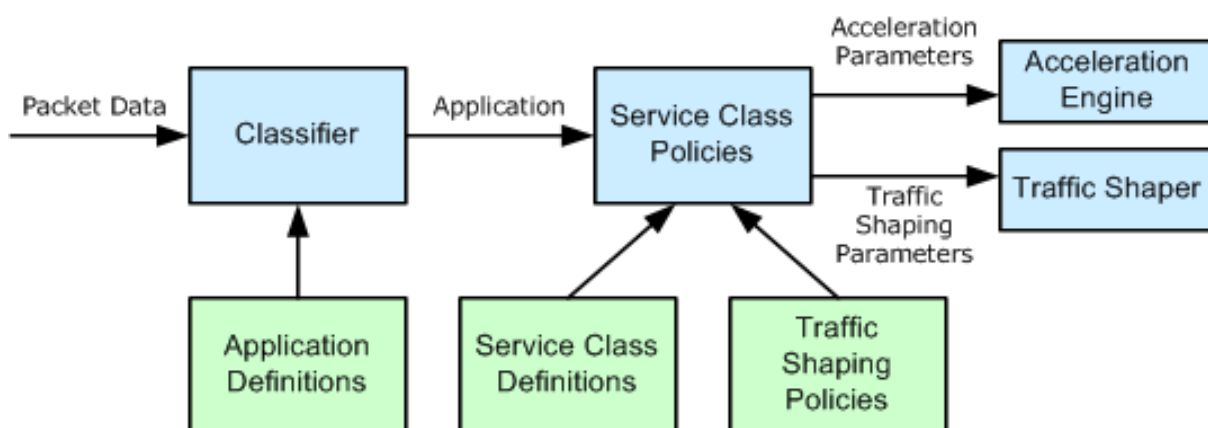 Packet Data
Classifier
Application
Service Class
Policies
Acceleration
Parameters
Acceleration
Engine
Traffic Shaper
Traffic
Shaping
Parameters
Application
Definitions
Service Class
Definitions
Traffic
Shaping
Policies